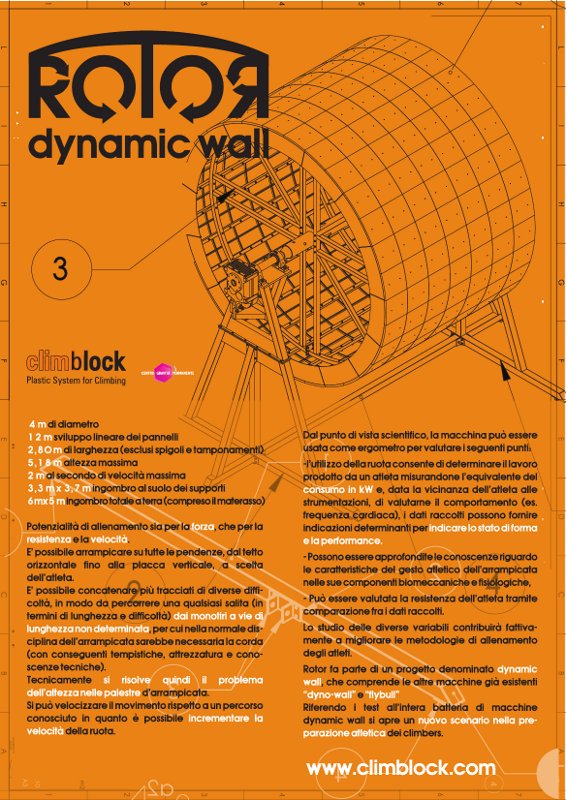 ROTOR
dynamic wall
3
climblock
Plastic System for Climbing
4 m di diametro
12 m sviluppo lineare dei pannelli
2,80 m di larghezza (esclusi spigoli e tamponamenti)
5,18 m altezza massima
2 m al secondo di velocità massima
3,3 m x 3,7 m ingombro al suolo dei supporti
6mx5 m ingombro totale a terra (compreso il materasso)
Potenzialità di allenamento sia per la forza, che per la
resistenza e la velocità.
E' possibile arrampicare su tutte le pendenze, dal tetto
orizzontale fino alla placca verticale, a scelta
dell'atleta.
E' possibile concatenare più tracciati di diverse diffi-
coltà, in modo da percorrere una qualsiasi salita (in
termini di lunghezza e difficoltà) dai monotiri a vie di
lunghezza non determinata, per cui nella normale dis-
ciplina dell'arrampicata sarebbe necessaria la corda
(con conseguenti tempistiche, attrezzatura e cono-
scenze tecniche).
Tecnicamente si risolve quindi il problema
dell'altezza nelle palestre d'arrampicata.
Si può velocizzare il movimento rispetto a un percorso
conosciuto in quanto è possibile incrementare la
velocità della ruota.
Dal punto di vista scientifico, la macchina può essere
usata come ergometro per valutare i seguenti punti.
-l'utilizzo della ruota consente di determinare il lavoro
prodotto da un atleta misurandone l'equivalente del
consumo in kW e, data la vicinanza dell'atleta alle
strumentazioni, di valutarne il comportamento (es.
frequenza cardiaca), i dati raccolti possono fornire
indicazioni determinanti per indicare lo stato di forma
e la performance.
- Possono essere approfondite le conoscenze riguardo
le caratteristiche del gesto atletico dell'arrampicata
nelle sue componenti biomeccaniche e fisiologiche,
- Può essere valutata la resistenza dell'atleta tramite
comparazione fra i dati raccolti.
Lo studio delle diverse variabili contribuirà fattiva-
mente a migliorare le metodologie di allenamento
degli atleti.
Rotor fa parte di un progetto denominato dynamic
wall, che comprende le altre macchine già esistenti
"dyno-wall" e "flybull"
Riferendo i test all'intera batteria di macchine
dynamic wall si apre un nuovo scenario nella pre-
parazione atletica dei climbers.
www.climblock.com